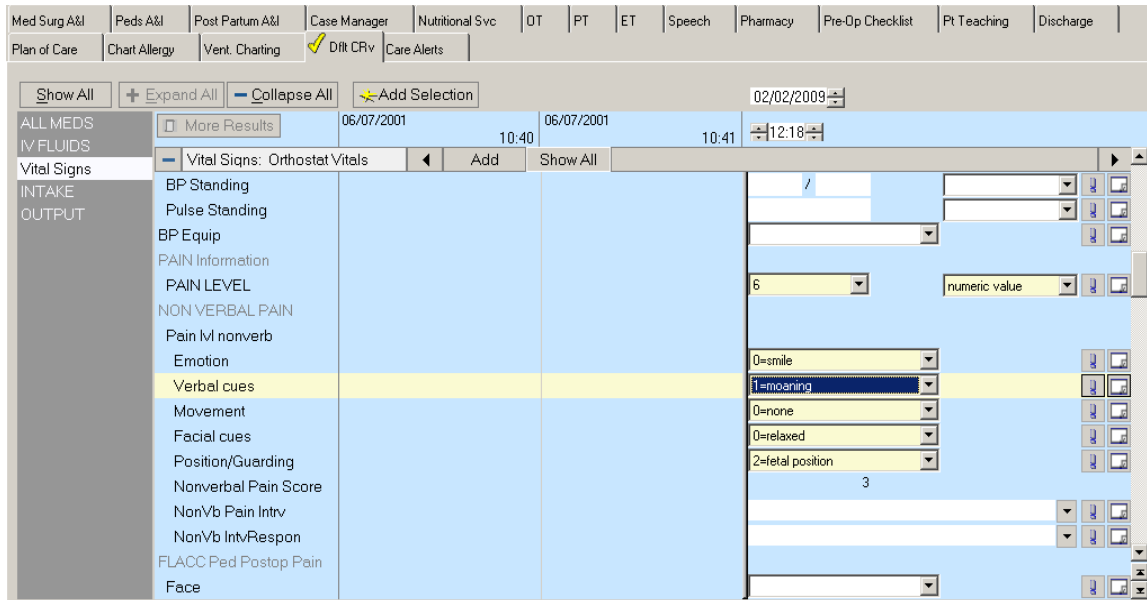 Med Surg A&I Peds A&I Post Partum A&I Case Manager Nutritional Svc OT PT ET Speech Pharmacy Pre-Op Checklist Pt Teaching Discharge
Plan of Care Chart Allergy Vent. Charting Dflt CRv Care Alerts
Show All Expand All Collapse All Add Selection 02/02/2009
ALL MEDS More Results 06/07/2001 10:40 06/07/2001 10:41 12:18
IV FLUIDS
Vital Signs Vital Signs: Orthostat Vitals Add Show All
INTAKE BP Standing /
OUTPUT Pulse Standing
BP Equip
PAIN Information
PAIN LEVEL 6 numeric value
NON VERBAL PAIN
Pain lvl nonverb
Emotion 0=smile
Verbal cues 1=moaning
Movement 0=none
Facial cues 0=relaxed
Position/Guarding 2=fetal position
Nonverbal Pain Score 3
NonVb Pain Intrv
NonVb IntvRespon
FLACC Ped Postop Pain
Face